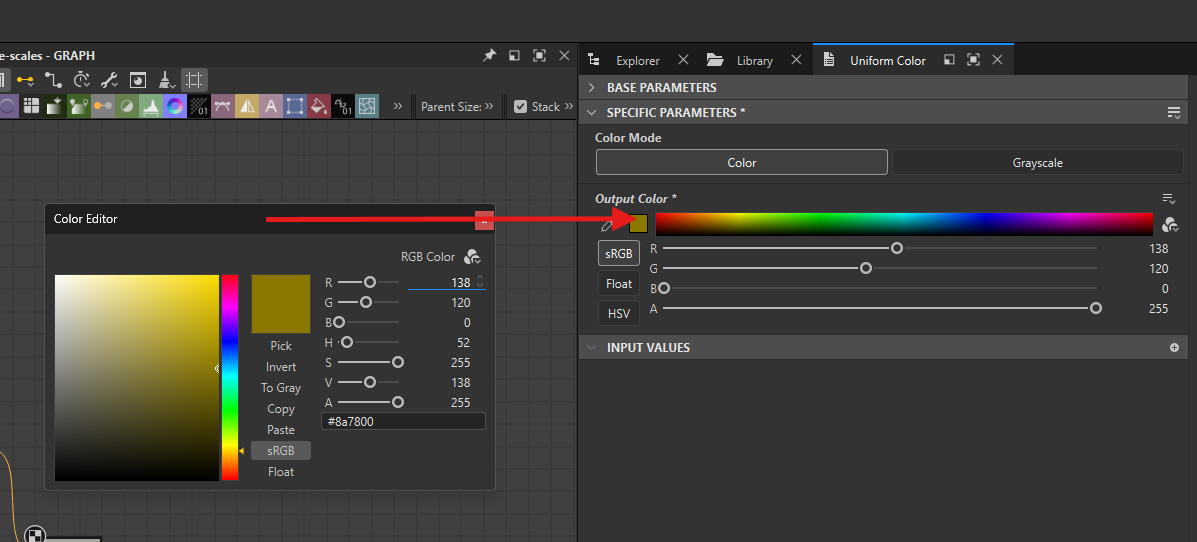 e-scales - GRAPH
Explorer
Library
Uniform Color
BASE PARAMETERS
01
A
01
Parent Size:
Stack
SPECIFIC PARAMETERS *
Color Mode
Color
Grayscale
Output Color *
sRGB
Float
HSV
R 138
G 120
B 0
A 255
INPUT VALUES
Color Editor
RGB Color
R 138
G 120
B 0
H 52
S 255
V 138
A 255
#8a7800
Pick
Invert
To Gray
Copy
Paste
sRGB
Float